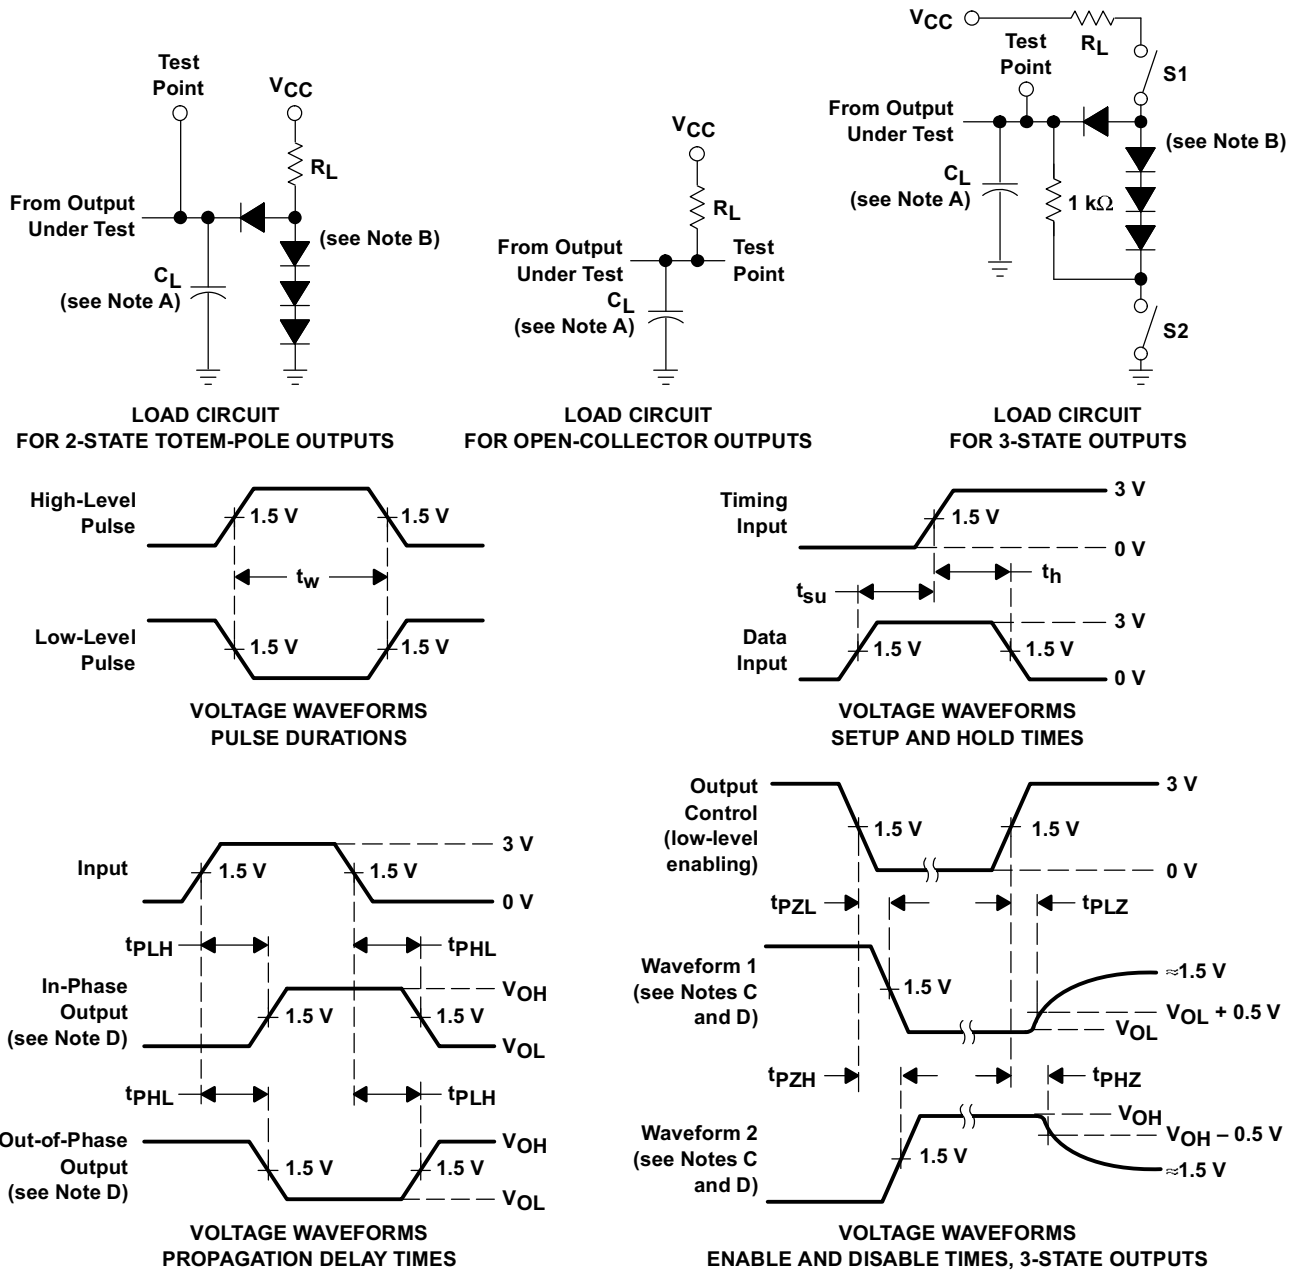 Test
Point
VCC
RL
From Output
Under Test
(see Note B)
CL
(see Note A)
LOAD CIRCUIT
FOR 2-STATE TOTEM-POLE OUTPUTS
VCC
RL
From Output
Under Test
Test
Point
CL
(see Note A)
LOAD CIRCUIT
FOR OPEN-COLLECTOR OUTPUTS
VCC
RL
Test
Point
S1
From Output
Under Test
(see Note B)
CL
(see Note A)
1 kΩ
S2
LOAD CIRCUIT
FOR 3-STATE OUTPUTS
High-Level
Pulse
1.5 V
1.5 V
tw
Low-Level
Pulse
1.5 V
1.5 V
VOLTAGE WAVEFORMS
PULSE DURATIONS
Timing
Input
3 V
1.5 V
0 V
th
tsu
Data
Input
3 V
1.5 V
1.5 V
0 V
VOLTAGE WAVEFORMS
SETUP AND HOLD TIMES
Input
3 V
1.5 V
1.5 V
0 V
tPLH
tPHL
In-Phase
Output
(see Note D)
VOH
1.5 V
1.5 V
VOL
tPHL
tPLH
Out-of-Phase
Output
(see Note D)
VOH
1.5 V
1.5 V
VOL
VOLTAGE WAVEFORMS
PROPAGATION DELAY TIMES
Output
Control
(low-level
enabling)
3 V
1.5 V
1.5 V
0 V
tPZL
tPLZ
Waveform 1
(see Notes C
and D)
1.5 V
≈1.5 V
VOL + 0.5 V
VOL
tPZH
tPHZ
Waveform 2
(see Notes C
and D)
1.5 V
VOH
VOH – 0.5 V
≈1.5 V
VOLTAGE WAVEFORMS
ENABLE AND DISABLE TIMES, 3-STATE OUTPUTS